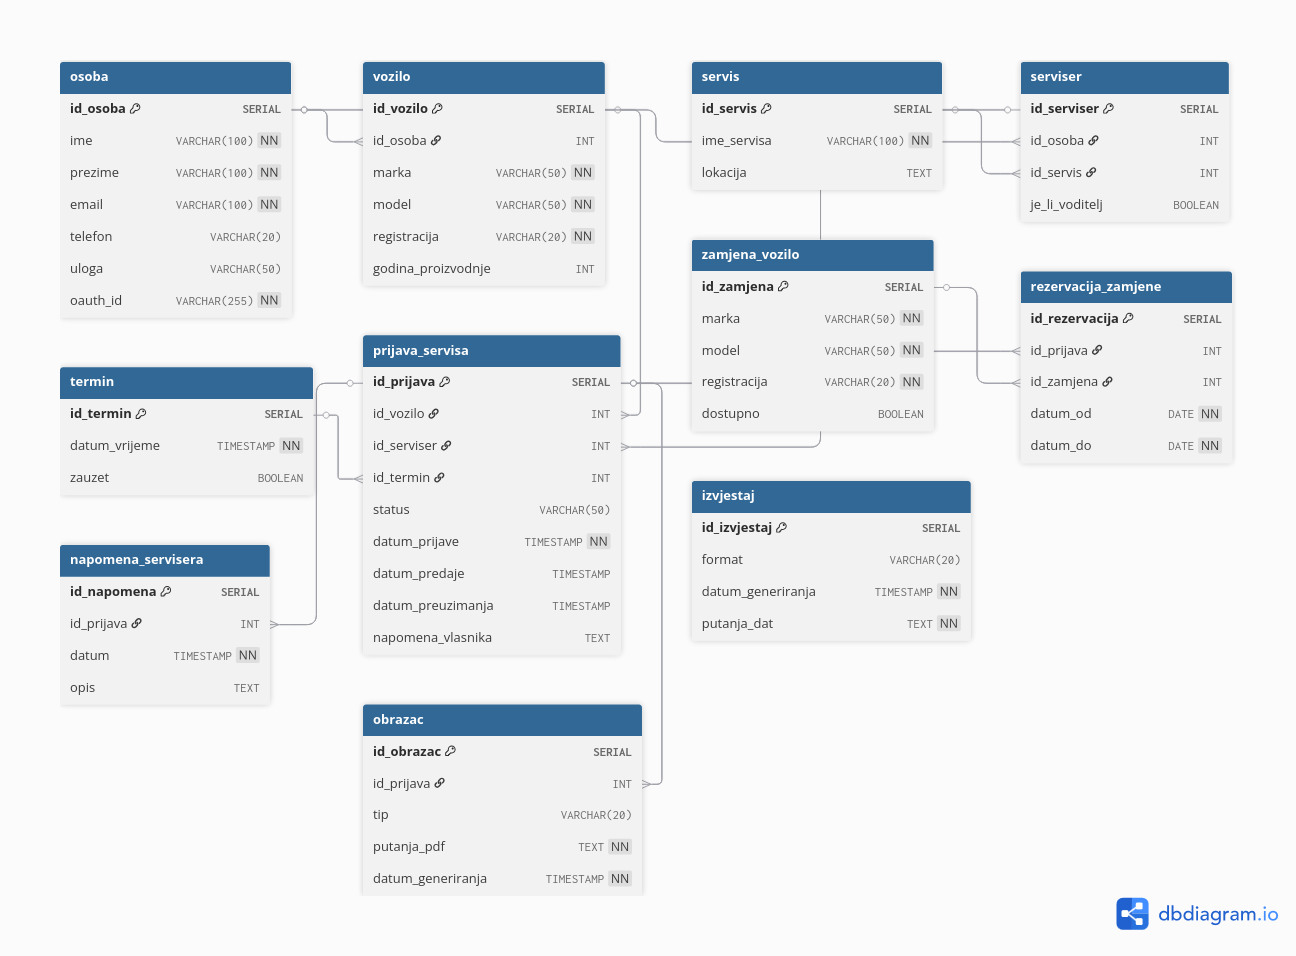 osoba
id_osoba SERIAL
ime VARCHAR(100) NN
prezime VARCHAR(100) NN
email VARCHAR(100) NN
telefon VARCHAR(20)
uloga VARCHAR(50)
oauth_id VARCHAR(255) NN
vozilo
id_vozilo SERIAL
id_osoba INT
marka VARCHAR(50) NN
model VARCHAR(50) NN
registracija VARCHAR(20) NN
godina_proizvodnje INT
servis
id_servis SERIAL
ime_servisa VARCHAR(100) NN
lokacija TEXT
serviser
id_serviser SERIAL
id_osoba INT
id_servis INT
je_li_voditelj BOOLEAN
zamjena_vozilo
id_zamjena SERIAL
marka VARCHAR(50) NN
model VARCHAR(50) NN
registracija VARCHAR(20) NN
dostupno BOOLEAN
rezervacija_zamjene
id_rezervacija SERIAL
id_prijava INT
id_zamjena INT
datum_od DATE NN
datum_do DATE NN
termin
id_termin SERIAL
datum_vrijeme TIMESTAMP NN
zauzet BOOLEAN
prijava_servisa
id_prijava SERIAL
id_vozilo INT
id_serviser INT
id_termin INT
status VARCHAR(50)
datum_prijave TIMESTAMP NN
datum_predaje TIMESTAMP
datum_preuzimanja TIMESTAMP
napomena_vlasnika TEXT
izvjestaj
id_izvjestaj SERIAL
format VARCHAR(20)
datum_generiranja TIMESTAMP NN
putanja_dat TEXT NN
napomena_servisera
id_napomena SERIAL
id_prijava INT
datum TIMESTAMP NN
opis TEXT
obrazac
id_obrazac SERIAL
id_prijava INT
tip VARCHAR(20)
putanja_pdf TEXT NN
datum_generiranja TIMESTAMP NN
dbdiagram.io